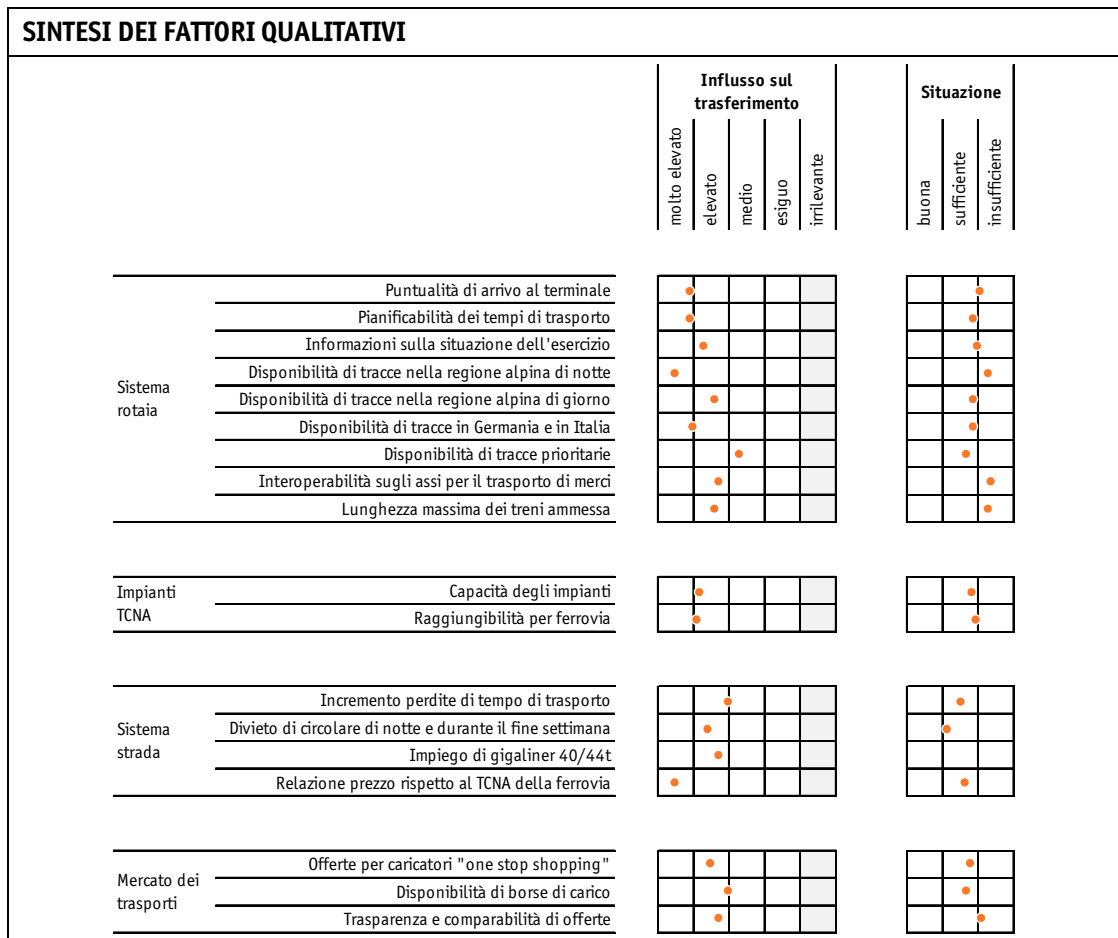 SINTESI DEI FATTORI QUALITATIVI
Influsso sul
trasferimento
Situazione
molto elevato
elevato
medio
esiguo
irrilevante
buona
sufficiente
insufficiente
Sistema
rotaia
Puntualità di arrivo al terminale
Pianificabilità dei tempi di trasporto
Informazioni sulla situazione dell'esercizio
Disponibilità di tracce nella regione alpina di notte
Disponibilità di tracce nella regione alpina di giorno
Disponibilità di tracce in Germania e in Italia
Disponibilità di tracce prioritarie
Interoperabilità sugli assi per il trasporto di merci
Lunghezza massima dei treni ammessa
Impianti
TCNA
Capacità degli impianti
Raggiungibilità per ferrovia
Sistema
strada
Incremento perdite di tempo di trasporto
Divieto di circolare di notte e durante il fine settimana
Impiego di gigaliner 40/44t
Relazione prezzo rispetto al TCNA della ferrovia
Mercato dei
trasporti
Offerte per caricatori "one stop shopping"
Disponibilità di borse di carico
Trasparenza e comparabilità di offerte